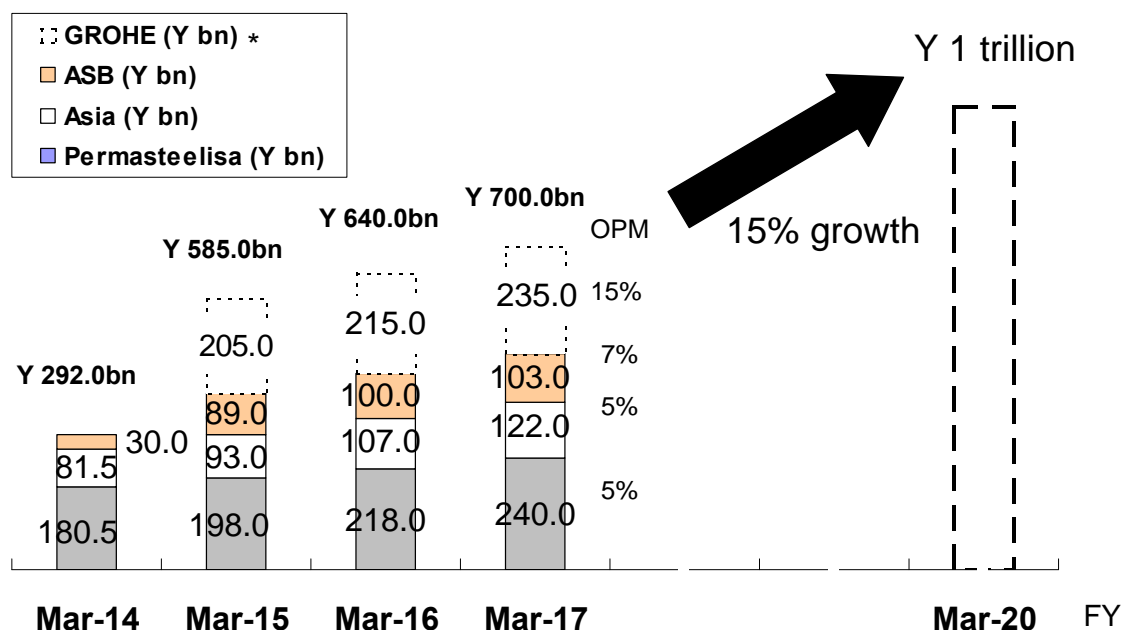 GROHE (Y bn) *
ASB (Y bn)
Asia (Y bn)
Permasteelisa (Y bn)
Y 1 trillion
15% growth
Y 292.0bn
Y 585.0bn
Y 640.0bn
Y 700.0bn
OPM
205.0
215.0
235.0
15%
30.0
89.0
100.0
103.0
7%
81.5
93.0
107.0
122.0
5%
180.5
198.0
218.0
240.0
5%
Mar-14
Mar-15
Mar-16
Mar-17
Mar-20
FY